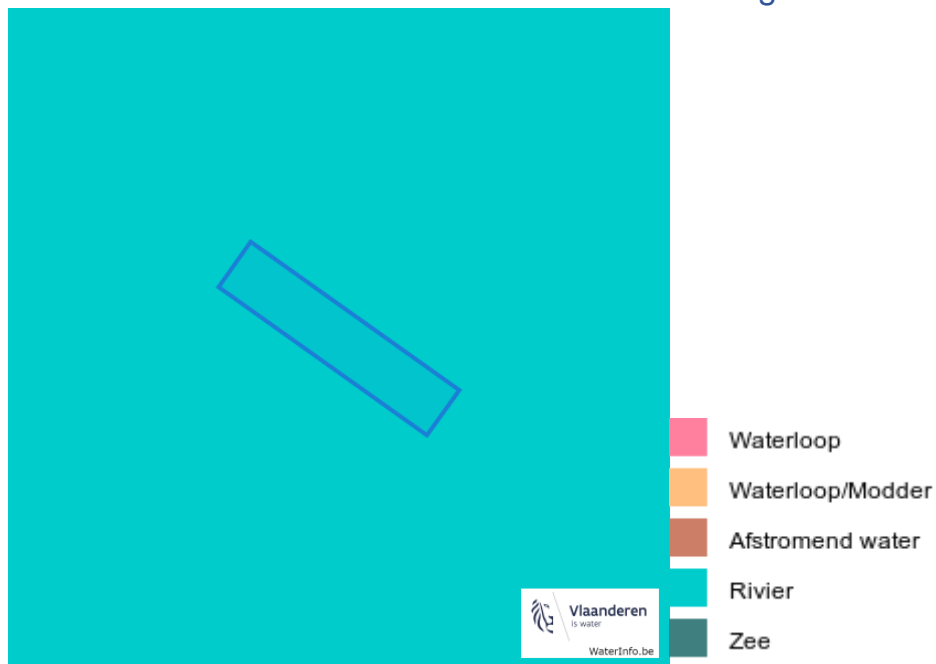 g
Waterloop
Waterloop/Modder
Afstromend water
Rivier
Zee
Vlaanderen
is water
WaterInfo.be